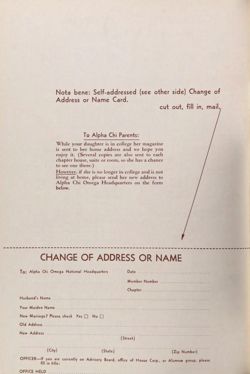 Nota bene: Self-addressed (see other side) Change of
Address or Name Card.
cut out, fill in, mail
To Alpha Chi Parents:
While your daughter is in college her magazine
is sent to her home address and we hope you
enjoy it. (Several copies are also sent to each
chapter house, suite or room, so she has a chance
to see one there.)
However, if she is no longer in college and is not
living at home, please send her new address to
Alpha Chi Omega Headquarters on the form
below.
CHANGE OF ADDRESS OR NAME
To: Alpha Chi Omega National Headquarters Date
Member Number
Chapter
Husband's Name
Your Maiden Name
New Marriage? Please check Yes □ No □
Old Address
New Address
(Street)
(City) (State) (Zip Number)
OFFICER—If you are currently on Advisory Board, office of House Corp., or Alumnae group; please
fill in title:
OFFICE HELD